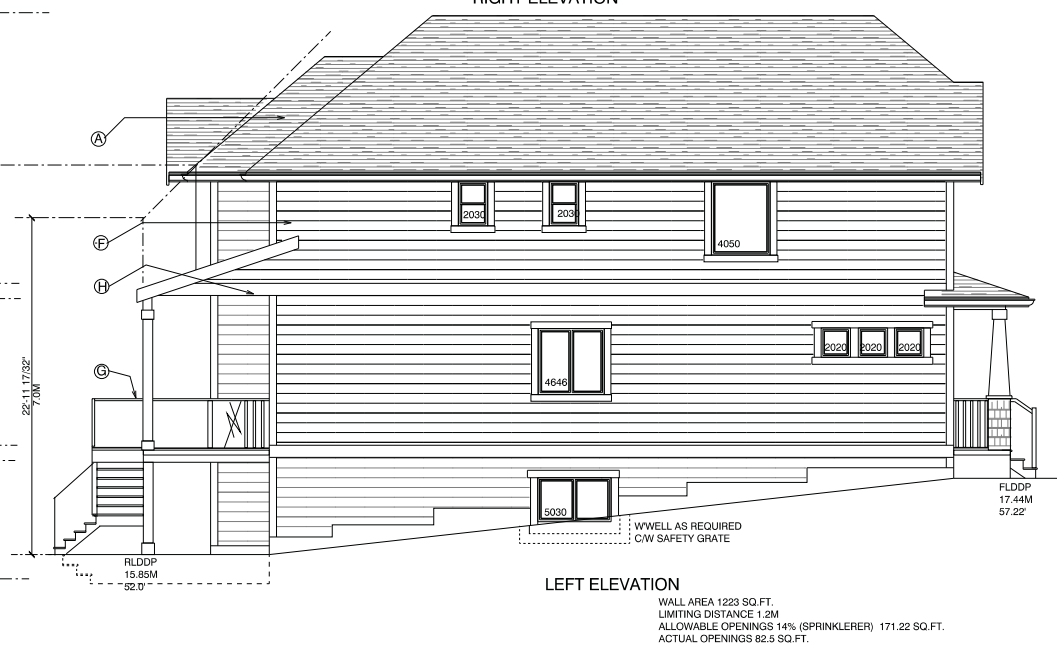 RIGHT ELEVATION
A
2030
2030
4050
F
H
22'-11 17/32"
7.0M
4646
2020
2020
2020
G
5030
W'WELL AS REQUIRED
C/W SAFETY GRATE
FLDDP
17.44M
57.22'
RLDDP
15.85M
52.0'
LEFT ELEVATION
WALL AREA 1223 SQ.FT.
LIMITING DISTANCE 1.2M
ALLOWABLE OPENINGS 14% (SPRINKLERER) 171.22 SQ.FT.
ACTUAL OPENINGS 82.5 SQ.FT.